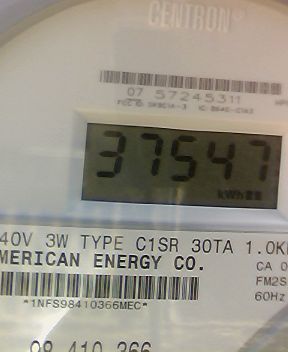 CENTRON
07 57245311
37547
kWh
40V 3W TYPE C1SR 30TA 1.0K
MERICAN ENERGY CO.
CA 0
FM2S
*1NFS98410366MEC*
60Hz
98 410 366